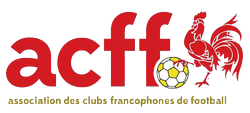 acff
association des clubs francophones de football